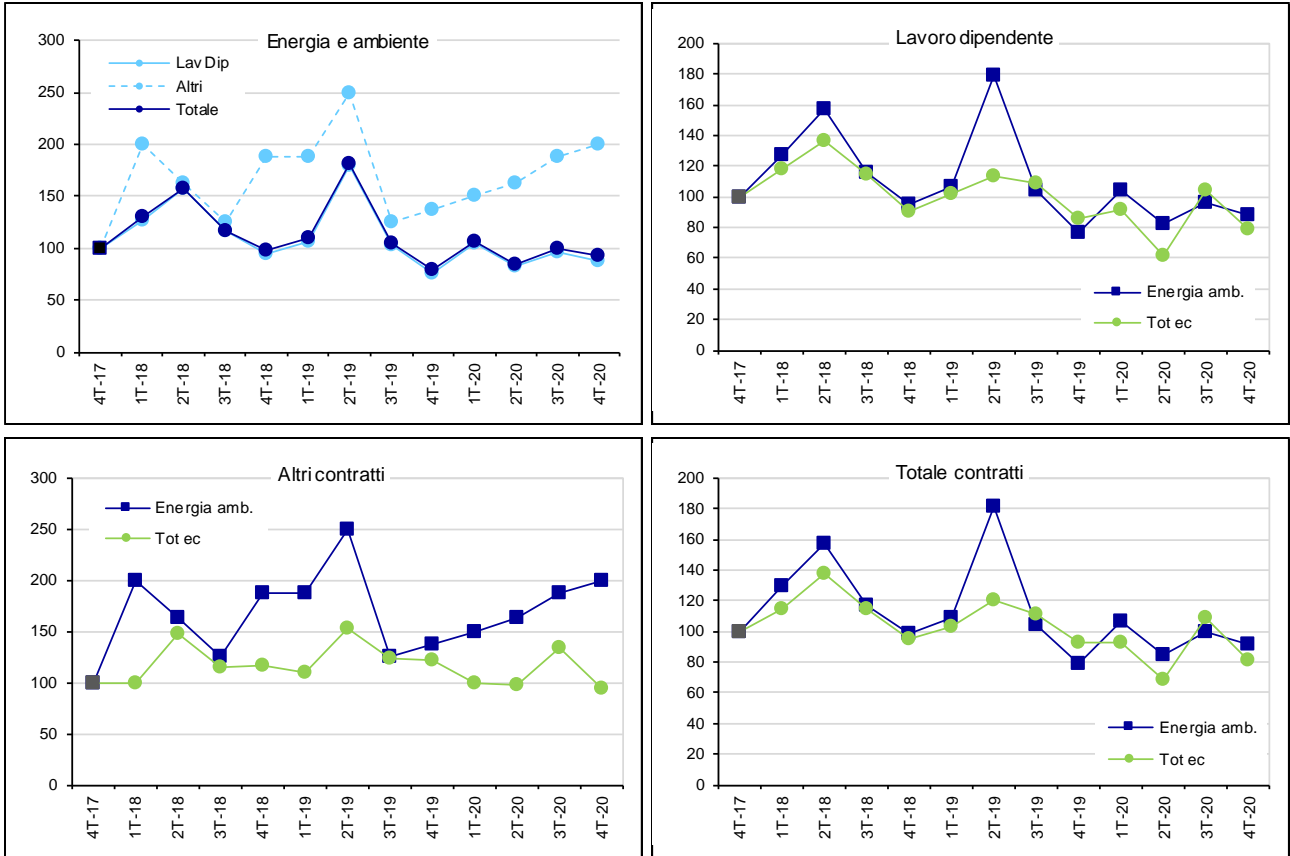 Energia e ambiente
Lav Dip
Altri
Totale
300
250
200
150
100
50
0
4T-17
1T-18
2T-18
3T-18
4T-18
1T-19
2T-19
3T-19
4T-19
1T-20
2T-20
3T-20
4T-20
Lavoro dipendente
200
180
160
140
120
100
80
60
40
20
0
Energia amb.
Tot ec
4T-17
1T-18
2T-18
3T-18
4T-18
1T-19
2T-19
3T-19
4T-19
1T-20
2T-20
3T-20
4T-20
Altri contratti
Energia amb.
Tot ec
300
250
200
150
100
50
0
4T-17
1T-18
2T-18
3T-18
4T-18
1T-19
2T-19
3T-19
4T-19
1T-20
2T-20
3T-20
4T-20
Totale contratti
200
180
160
140
120
100
80
60
40
20
0
Energia amb.
Tot ec
4T-17
1T-18
2T-18
3T-18
4T-18
1T-19
2T-19
3T-19
4T-19
1T-20
2T-20
3T-20
4T-20